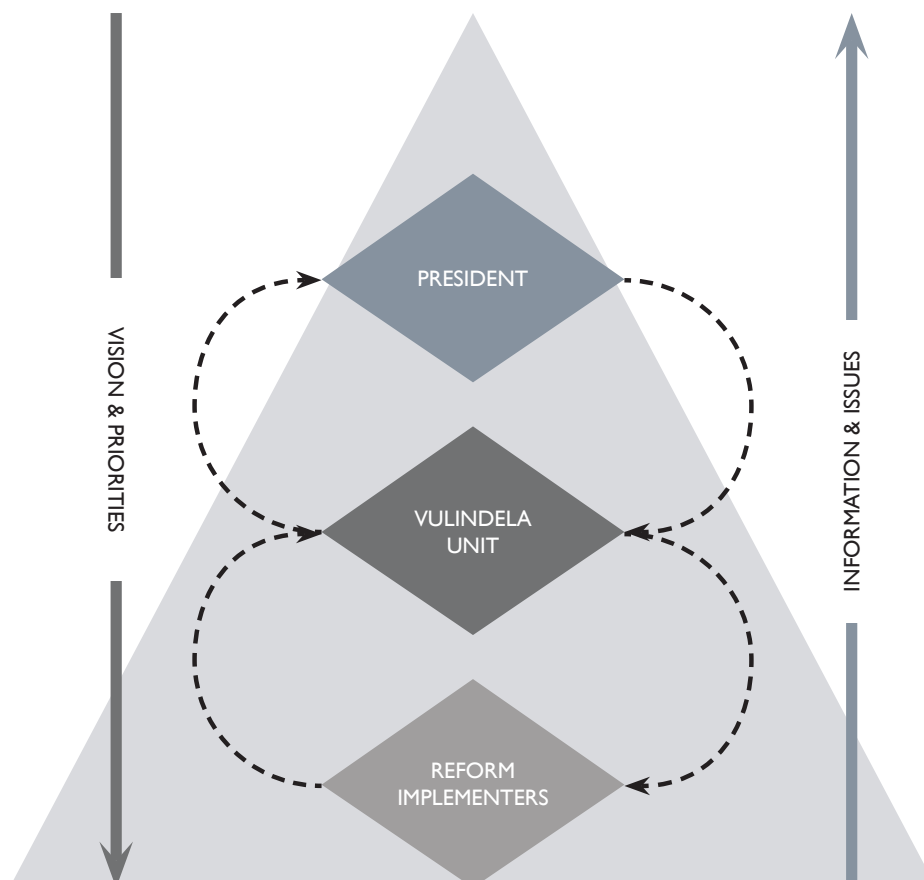 PRESIDENT
VISION & PRIORITIES
INFORMATION & ISSUES
VULINDELA
UNIT
REFORM
IMPLEMENTERS